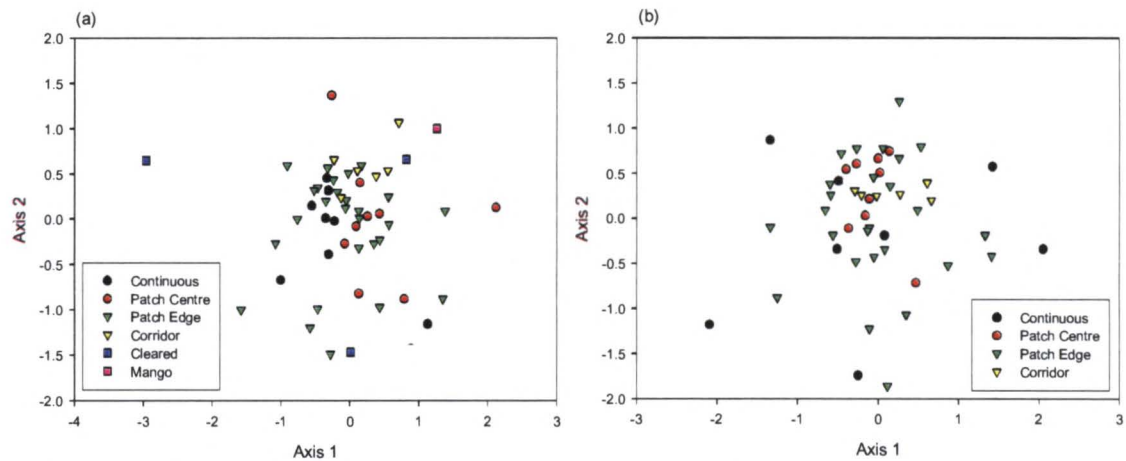 (a)
2.0
1.5
1.0
0.5
0.0
-0.5
-1.0
-1.5
-2.0
Axis 2
-4 -3 -2 -1 0 1 2 3
Axis 1
Continuous
Patch Centre
Patch Edge
Corridor
Cleared
Mango
(b)
2.0
1.5
1.0
0.5
0.0
-0.5
-1.0
-1.5
-2.0
Axis 2
-3 -2 -1 0 1 2 3
Axis 1
Continuous
Patch Centre
Patch Edge
Corridor